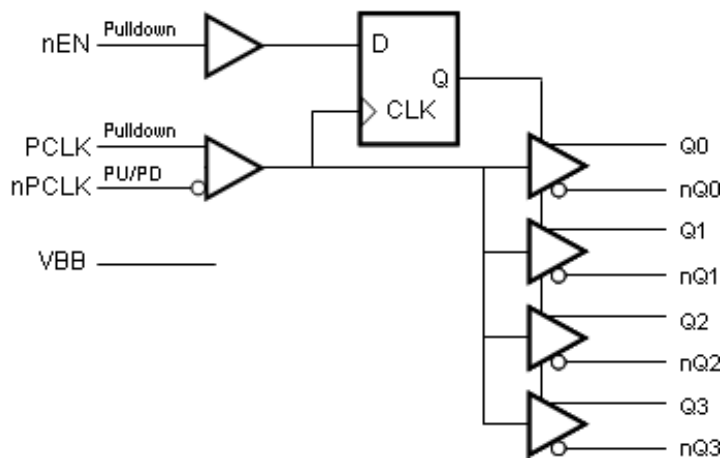 nEN Pulldown
D
Q
CLK
PCLK Pulldown
nPCLK PU/PD
VBB
Q0
nQ0
Q1
nQ1
Q2
nQ2
Q3
nQ3